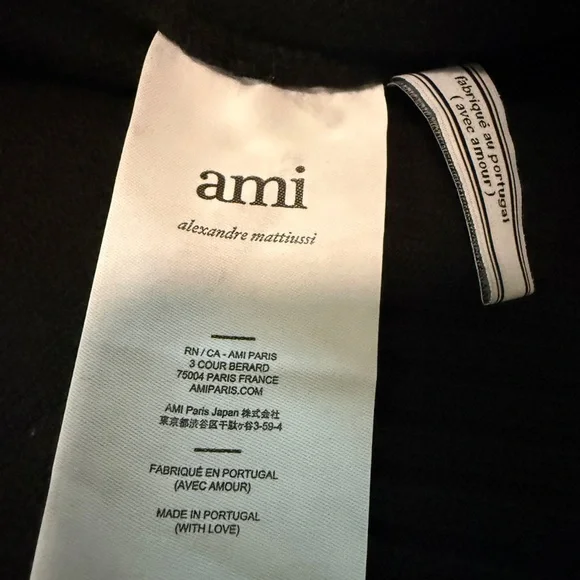 ami
alexandre mattiussi
RN / CA - AMI PARIS
3 COUR BERARD
75004 PARIS FRANCE
AMIPARIS.COM
AMI Paris Japan 株式会社
東京都渋谷区千駄ヶ谷3-59-4
FABRIQUÉ EN PORTUGAL
(AVEC AMOUR)
MADE IN PORTUGAL
(WITH LOVE)
fabriqué au portugal
( avec amour )